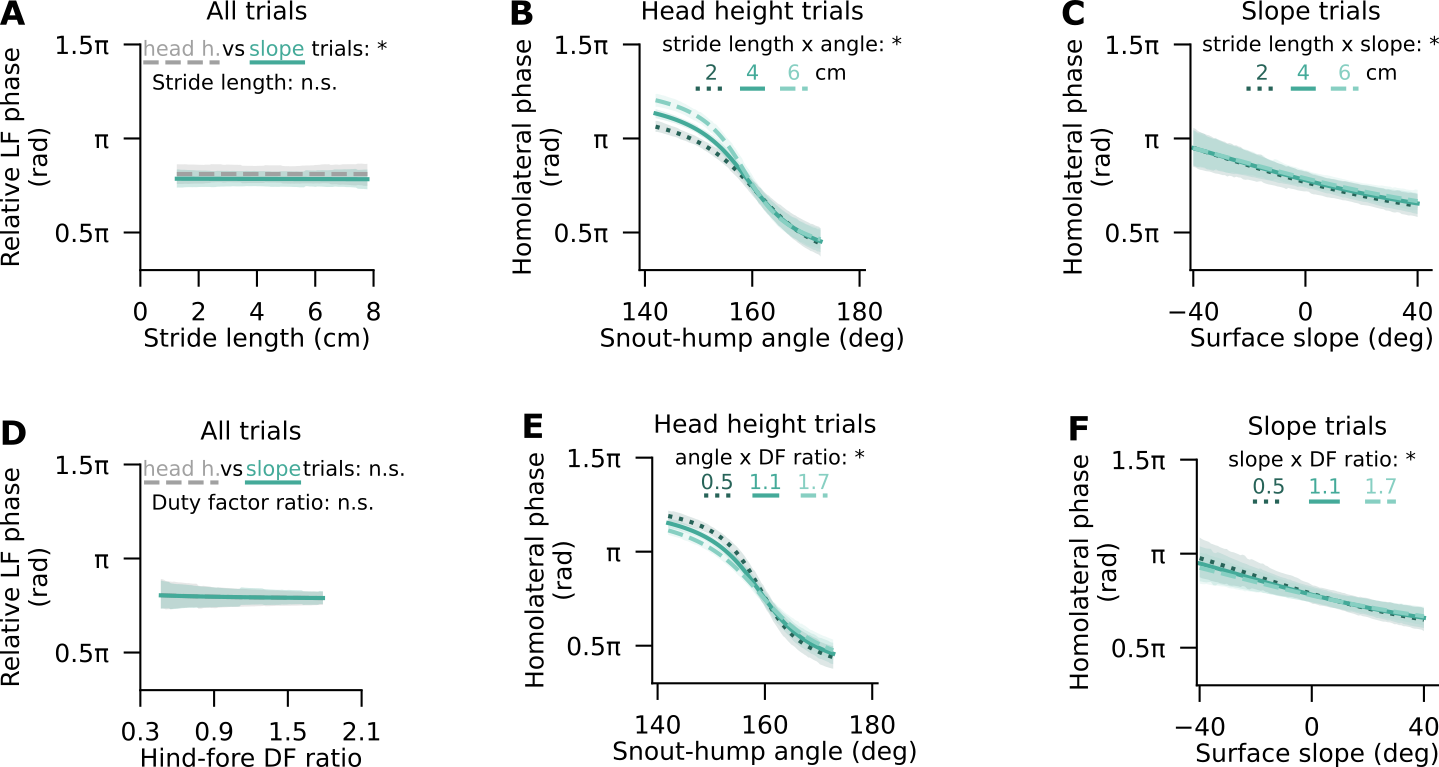 A
All trials
head h. vs slope trials: *
Stride length: n.s.
Relative LF phase
(rad)
1.5π
π
0.5π
0 2 4 6 8
Stride length (cm)
B
Head height trials
stride length x angle: *
2 4 6 cm
Homolateral phase
(rad)
1.5π
π
0.5π
140 160 180
Snout-hump angle (deg)
C
Slope trials
stride length x slope: *
2 4 6 cm
Homolateral phase
(rad)
1.5π
π
0.5π
−40 0 40
Surface slope (deg)
D
All trials
head h. vs slope trials: n.s.
Duty factor ratio: n.s.
Relative LF phase
(rad)
1.5π
π
0.5π
0.3 0.9 1.5 2.1
Hind-fore DF ratio
E
Head height trials
angle x DF ratio: *
0.5 1.1 1.7
Homolateral phase
(rad)
1.5π
π
0.5π
140 160 180
Snout-hump angle (deg)
F
Slope trials
slope x DF ratio: *
0.5 1.1 1.7
Homolateral phase
(rad)
1.5π
π
0.5π
−40 0 40
Surface slope (deg)